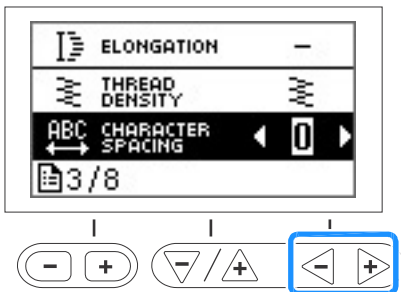 ELONGATION –
THREAD
DENSITY
ABC CHARACTER
SPACING 0
3/8
- + - / + - +